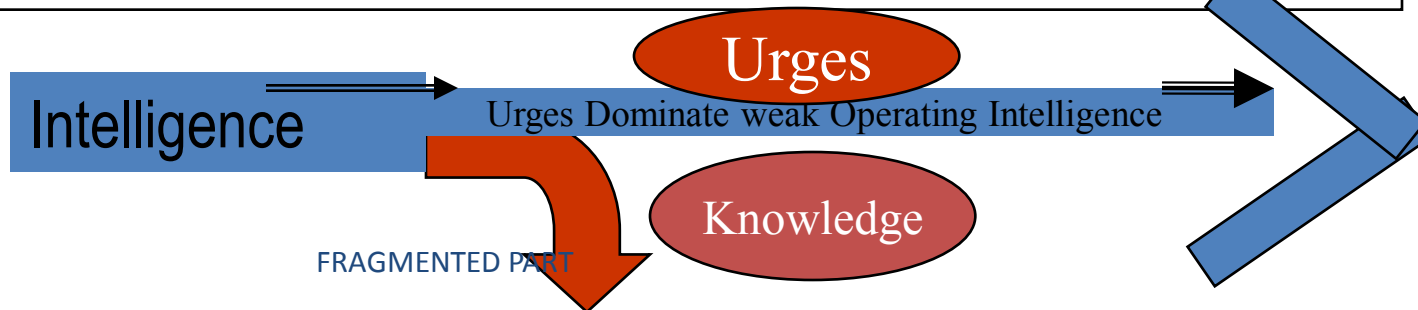 Urges
Intelligence
Urges Dominate weak Operating Intelligence
Knowledge
FRAGMENTED PART